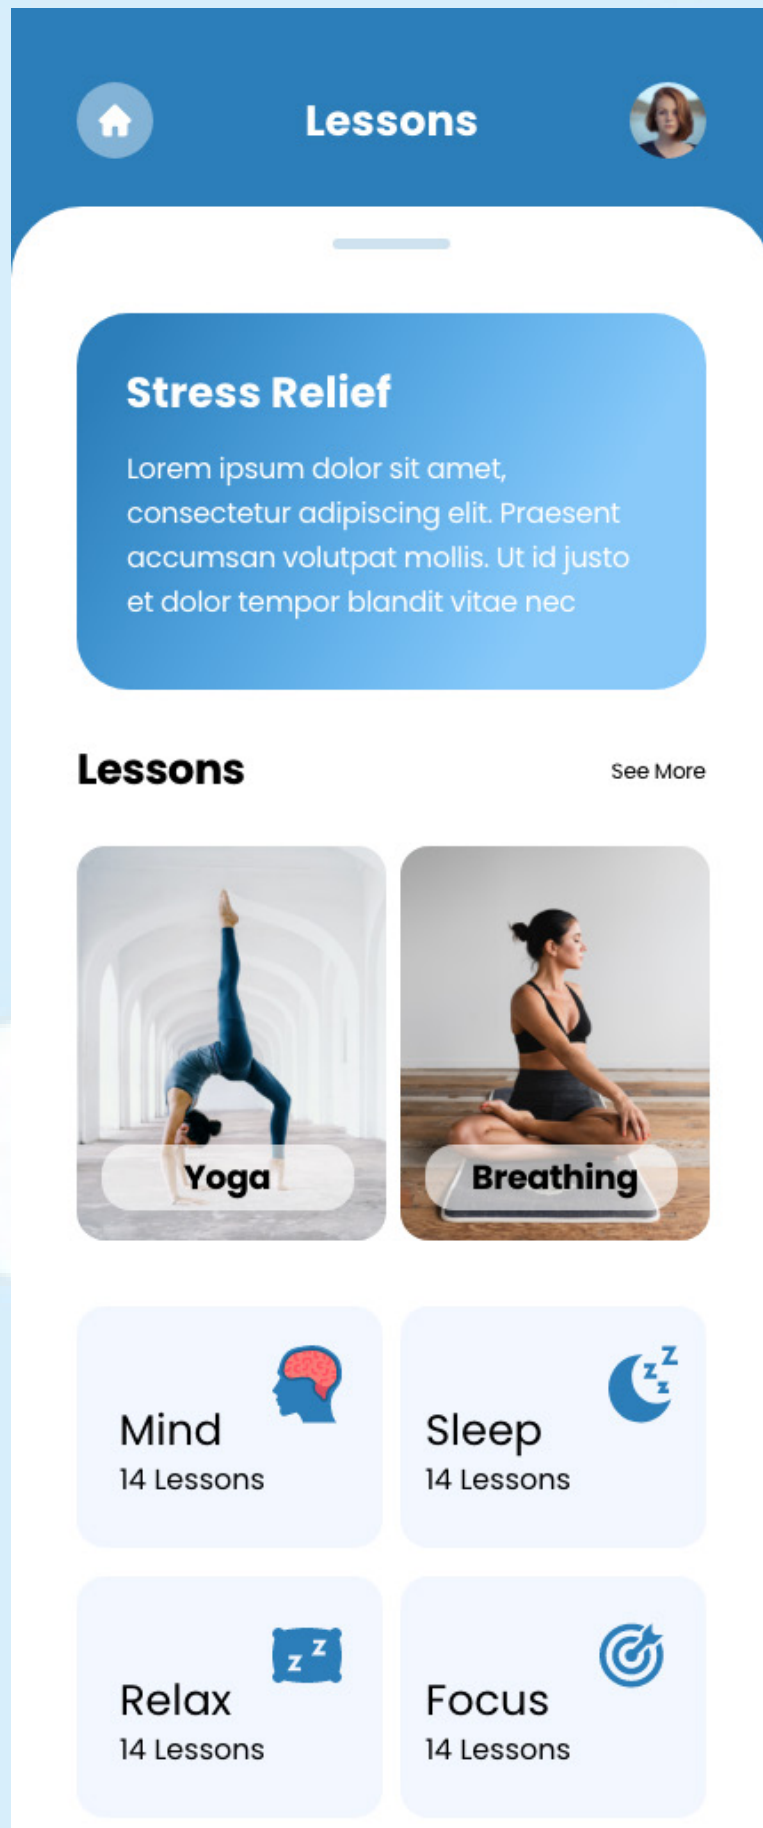 Lessons
Stress Relief
Lorem ipsum dolor sit amet,
consectetur adipiscing elit. Praesent
accumsan volutpat mollis. Ut id justo
et dolor tempor blandit vitae nec
Lessons
See More
Yoga
Breathing
Mind
14 Lessons
z z z
Sleep
14 Lessons
z z
Relax
14 Lessons
Focus
14 Lessons